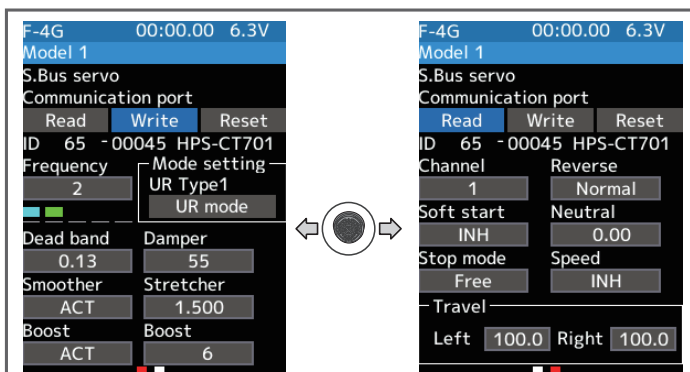 F-4G 00:00.00 6.3V
Model 1
S.Bus servo
Communication port
Read Write Reset
ID 65 -00045 HPS-CT701
Frequency Mode setting
UR Type1
2 UR mode
Dead band Damper
0.13 55
Smoother Stretcher
ACT 1.500
Boost Boost
ACT 6
F-4G 00:00.00 6.3V
Model 1
S.Bus servo
Communication port
Read Write Reset
ID 65 -00045 HPS-CT701
Channel Reverse
1 Normal
Soft start Neutral
INH 0.00
Stop mode Speed
Free INH
Travel
Left 100.0 Right 100.0